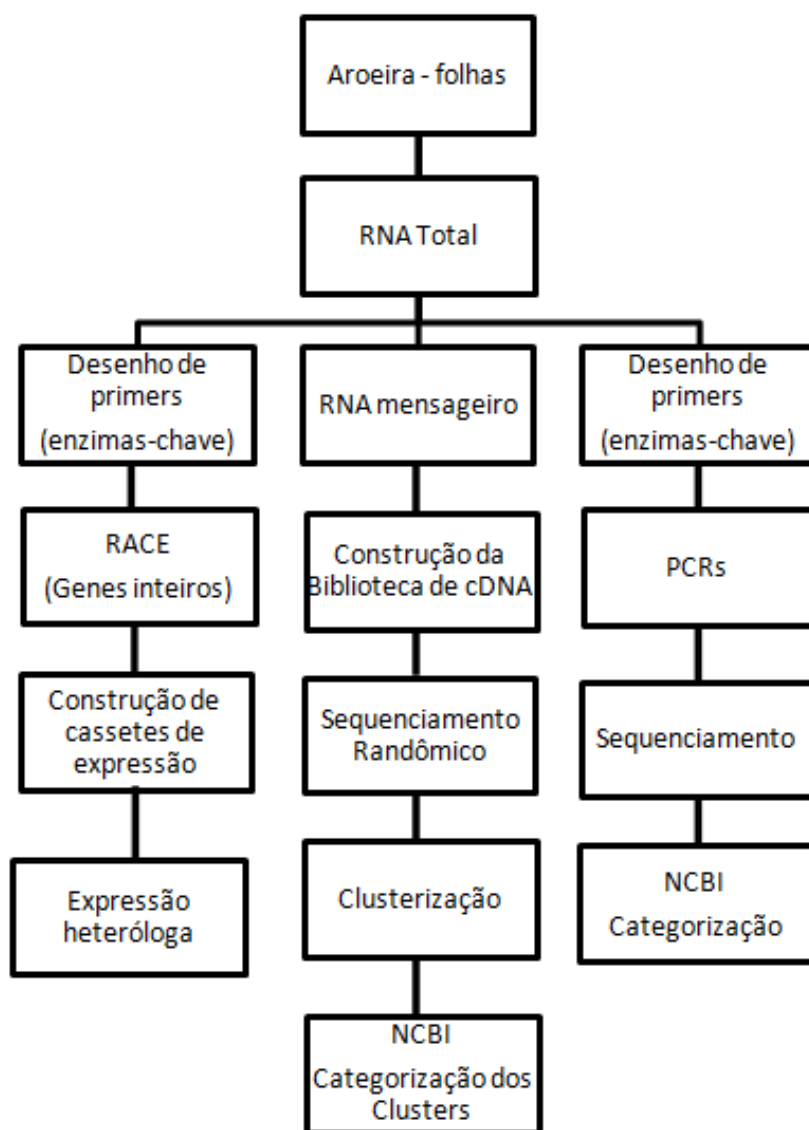 Aroeira - folhas
RNA Total
Desenho de
primers
(enzimas-chave)
RACE
(Genes inteiros)
Construção de
cassetes de
expressão
Expressão
heteróloga
RNA mensageiro
Construção da
Biblioteca de cDNA
Sequenciamento
Randômico
Clusterização
NCBI
Categorização dos
Clusters
Desenho de
primers
(enzimas-chave)
PCRs
Sequenciamento
NCBI
Categorização